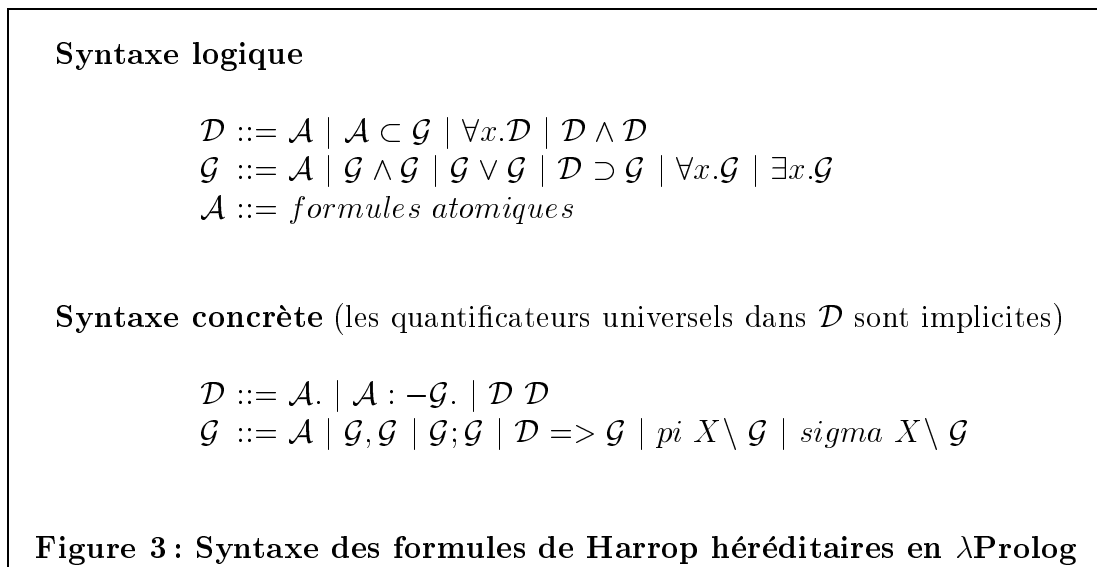 Syntaxe logique
𝒟 ::= 𝒜 | 𝒜 ⊂ 𝒢 | ∀x.𝒟 | 𝒟 ∧ 𝒟
𝒢 ::= 𝒜 | 𝒢 ∧ 𝒢 | 𝒢 ∨ 𝒢 | 𝒟 ⊃ 𝒢 | ∀x.𝒢 | ∃x.𝒢
𝒜 ::= formules atomiques
Syntaxe concrète (les quantificateurs universels dans 𝒟 sont implicites)
𝒟 ::= 𝒜. | 𝒜 : −𝒢. | 𝒟 𝒟
𝒢 ::= 𝒜 | 𝒢, 𝒢 | 𝒢; 𝒢 | 𝒟 => 𝒢 | pi X\ 𝒢 | sigma X\ 𝒢
Figure 3 : Syntaxe des formules de Harrop héréditaires en λProlog